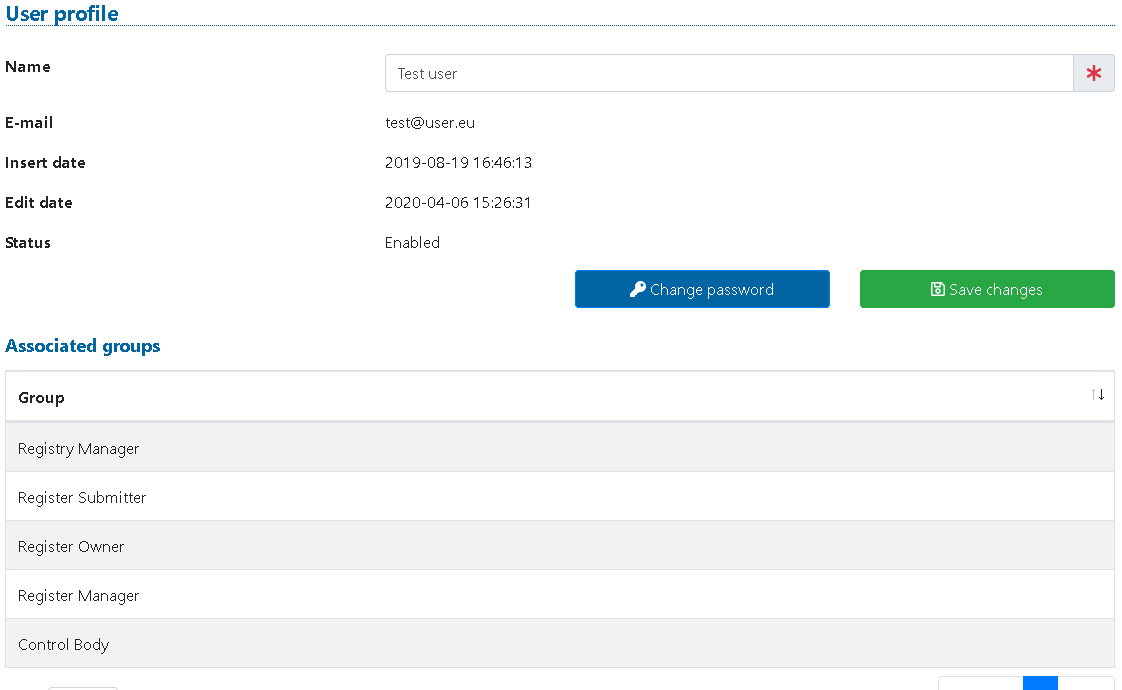 User profile
Name
Test user
E-mail
test@user.eu
Insert date
2019-08-19 16:46:13
Edit date
2020-04-06 15:26:31
Status
Enabled
Change password
Save changes
Associated groups
Group
Registry Manager
Register Submitter
Register Owner
Register Manager
Control Body